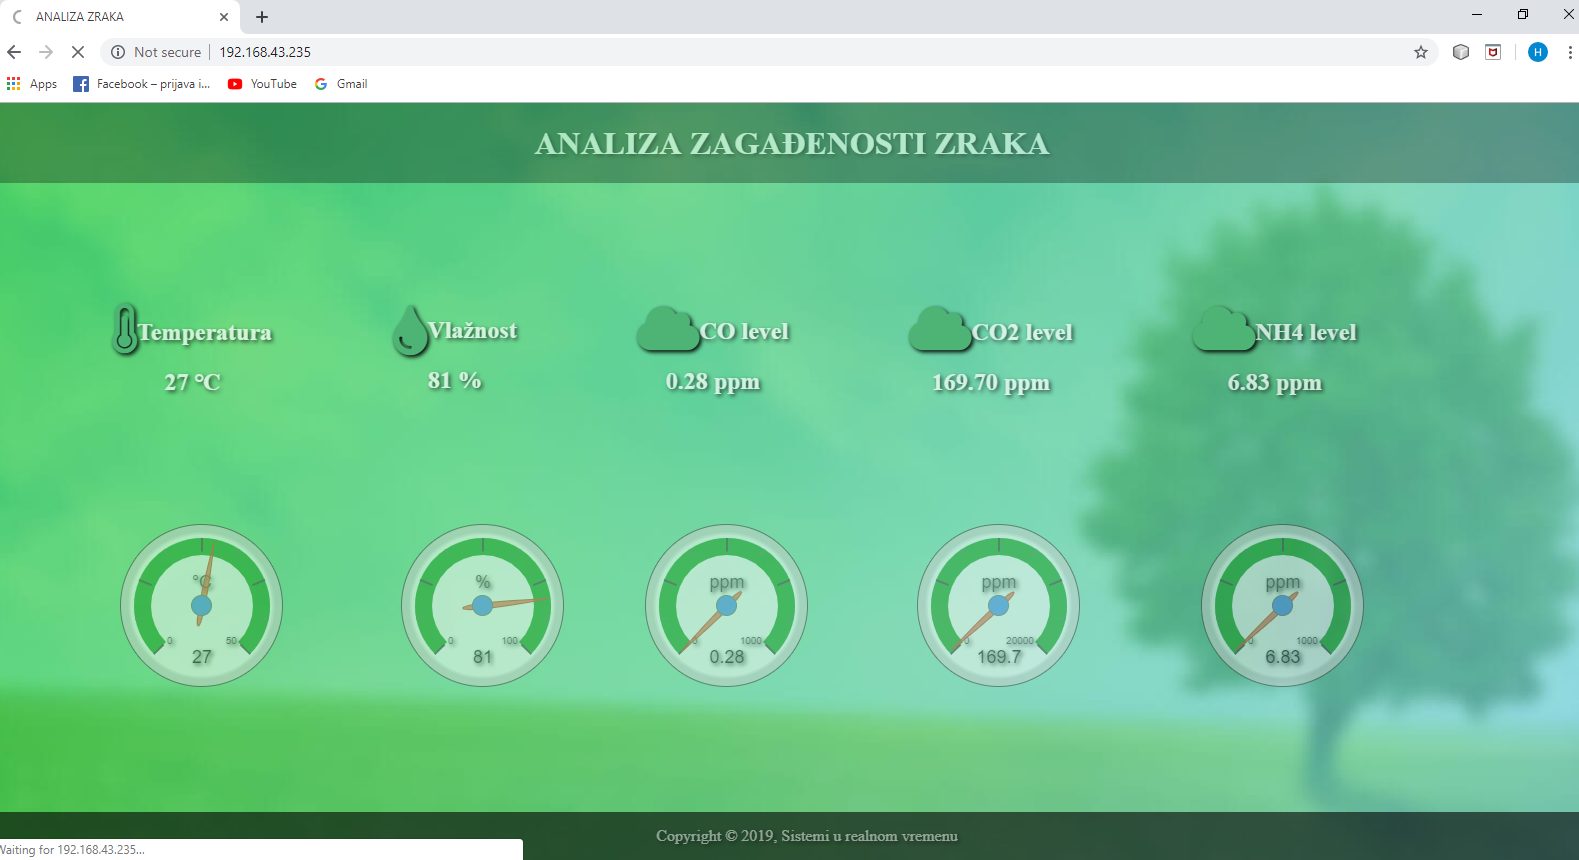 ANALIZA ZRAKA
Not secure | 192.168.43.235
H
Apps Facebook – prijava i... YouTube Gmail
ANALIZA ZAGAĐENOSTI ZRAKA
Temperatura Vlažnost CO level CO2 level NH4 level
27 °C 81 % 0.28 ppm 169.70 ppm 6.83 ppm
°C % ppm ppm ppm
0 50 0 100 0 1000 0 20000 0 1000
27 81 0.28 169.7 6.83
Copyright © 2019, Sistemi u realnom vremenu
Waiting for 192.168.43.235...